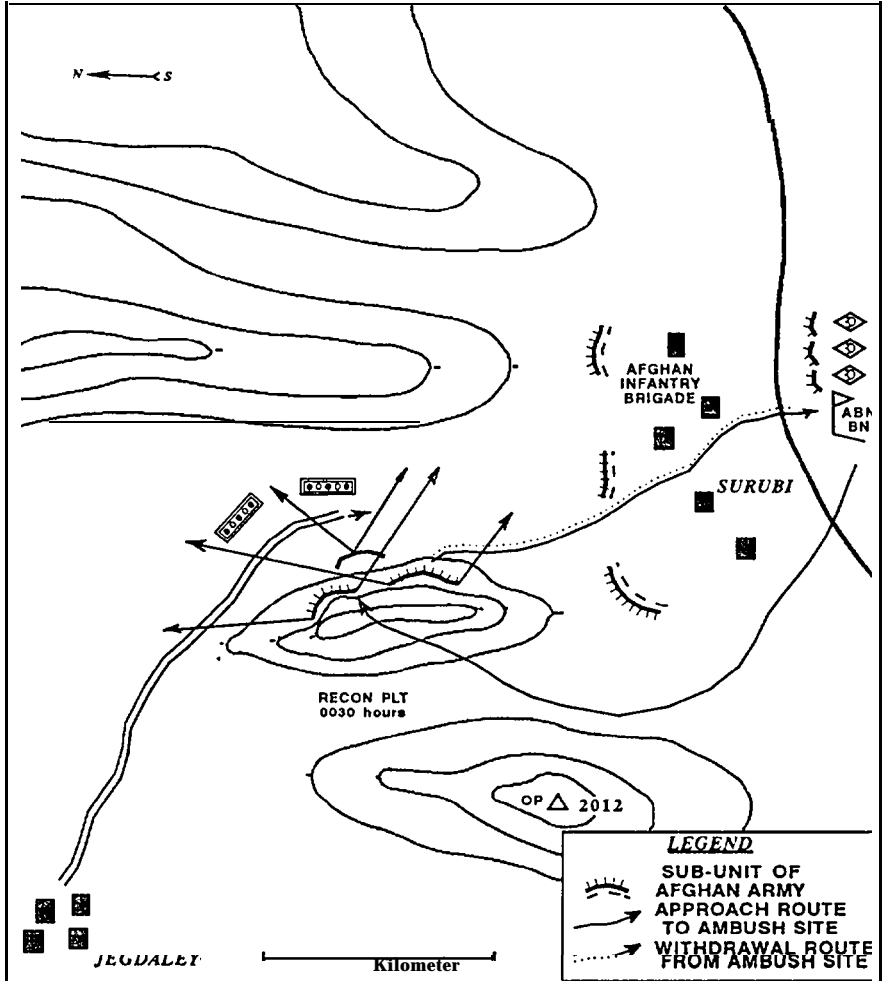 N S
AFGHAN
INFANTRY
BRIGADE
ABN
BN
SURUBI
RECON PLT
0030 hours
OP 2012
LEGEND
SUB-UNIT OF
AFGHAN ARMY
APPROACH ROUTE
TO AMBUSH SITE
WITHDRAWAL ROUTE
FROM AMBUSH SITE
JEGDALEY
Kilometer